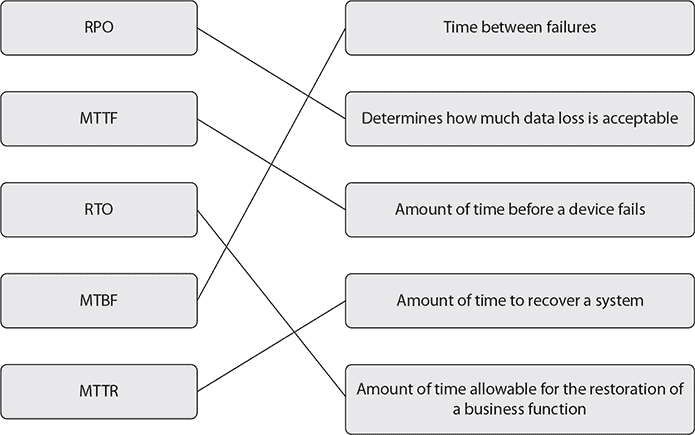 RPO
Time between failures
MTTF
Determines how much data loss is acceptable
RTO
Amount of time before a device fails
MTBF
Amount of time to recover a system
MTTR
Amount of time allowable for the restoration of
a business function